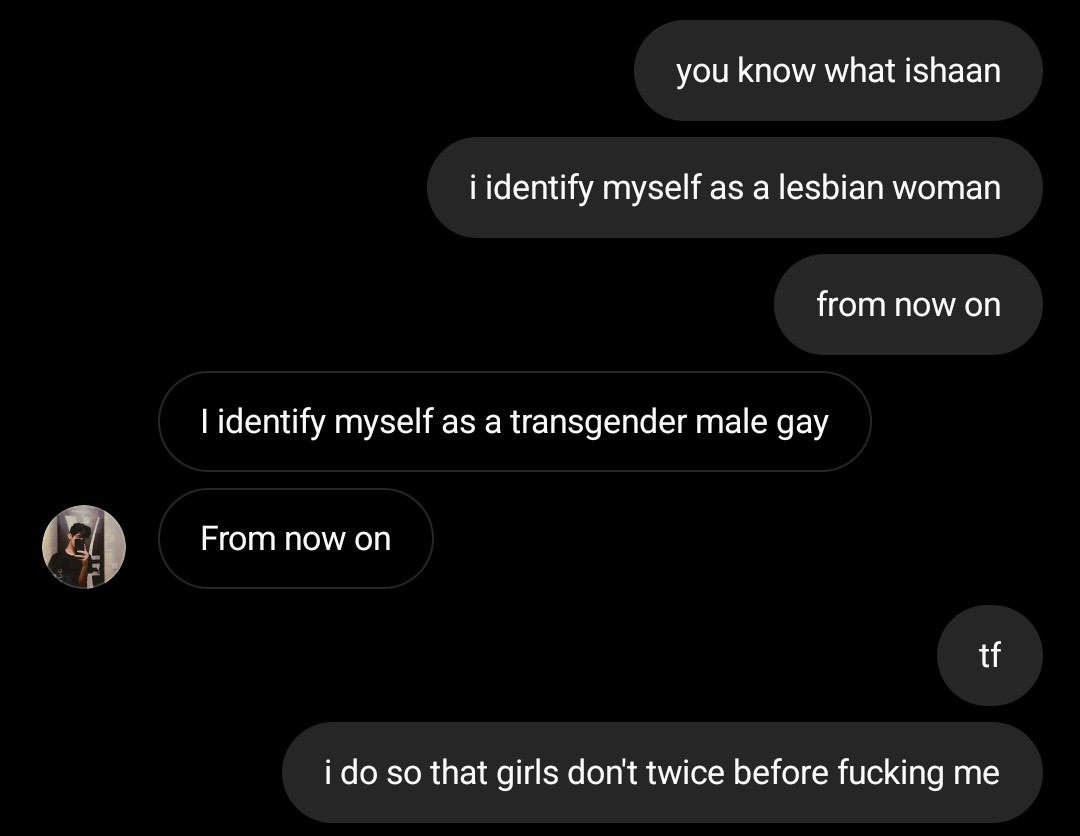 you know what ishaan
i identify myself as a lesbian woman
from now on
I identify myself as a transgender male gay
From now on
tf
i do so that girls don't twice before fucking me